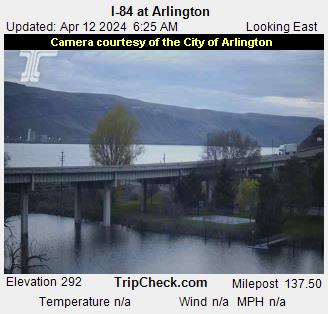 I-84 at Arlington
Updated: Apr 12 2024 6:25 AM Looking East
Camera courtesy of the City of Arlington
Elevation 292 TripCheck.com Milepost 137.50
Temperature n/a Wind n/a MPH n/a